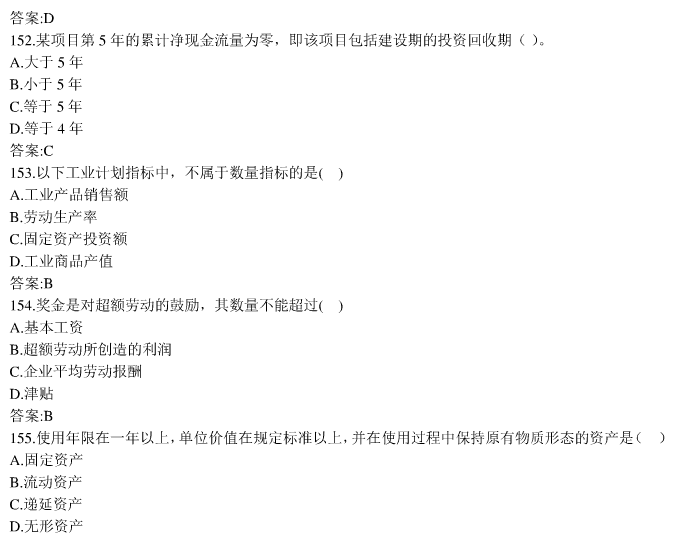 答案:D
152.某项目第 5 年的累计净现金流量为零，即该项目包括建设期的投资回收期（ ）。
A.大于 5 年
B.小于 5 年
C.等于 5 年
D.等于 4 年
答案:C
153.以下工业计划指标中，不属于数量指标的是( )
A.工业产品销售额
B.劳动生产率
C.固定资产投资额
D.工业商品产值
答案:B
154.奖金是对超额劳动的鼓励，其数量不能超过( )
A.基本工资
B.超额劳动所创造的利润
C.企业平均劳动报酬
D.津贴
答案:B
155.使用年限在一年以上，单位价值在规定标准以上，并在使用过程中保持原有物质形态的资产是（ ）
A.固定资产
B.流动资产
C.递延资产
D.无形资产